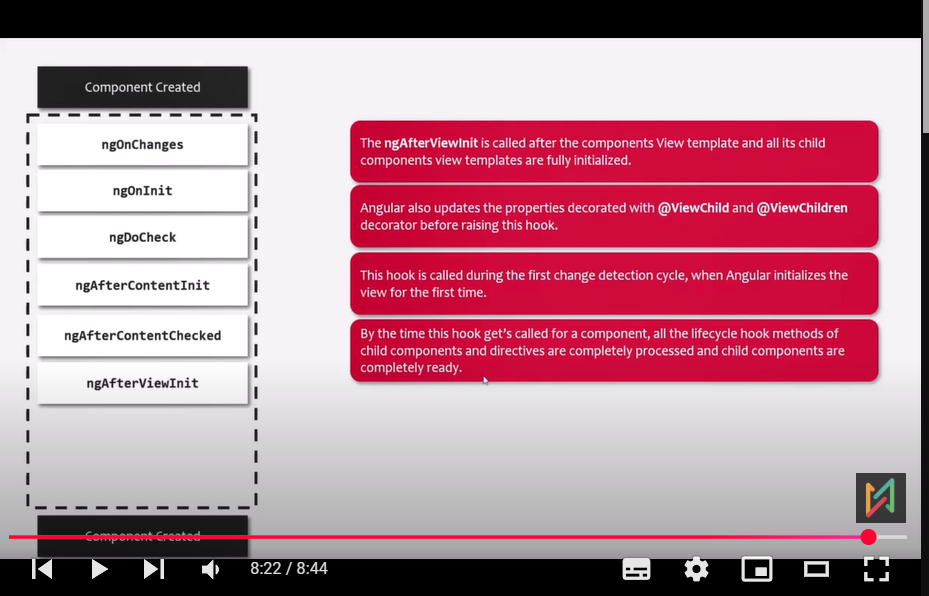 Component Created
ngOnChanges
ngOnInit
ngDoCheck
ngAfterContentInit
ngAfterContentChecked
ngAfterViewInit
The ngAfterViewInit is called after the components View template and all its child
components view templates are fully initialized.
Angular also updates the properties decorated with @ViewChild and @ViewChildren
decorator before raising this hook.
This hook is called during the first change detection cycle, when Angular initializes the
view for the first time.
By the time this hook get's called for a component, all the lifecycle hook methods of
child components and directives are completely processed and child components are
completely ready.
Component Created
8:22 / 8:44